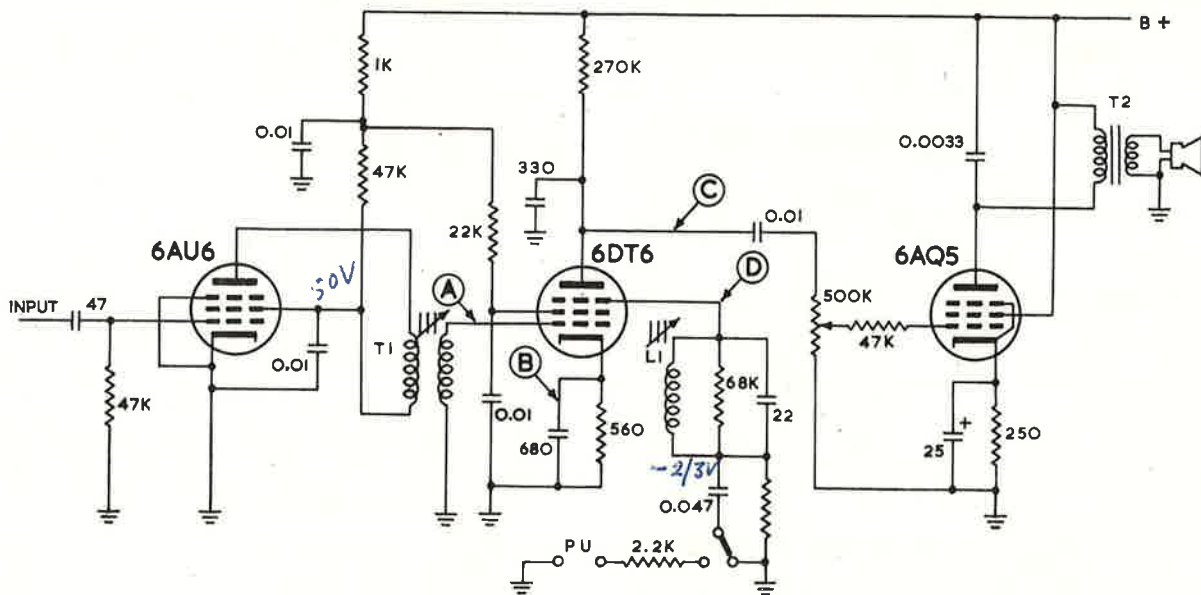 B+
1K
270K
T2
0.01
0.0033
47K
330
C
0.01
22K
6AU6
6DT6
D
6AQ5
50V
A
500K
INPUT
47
L1
T1
47K
0.01
B
68K
22
47K
0.01
680
560
25
+
250
-2/3V
0.047
PU
2.2K